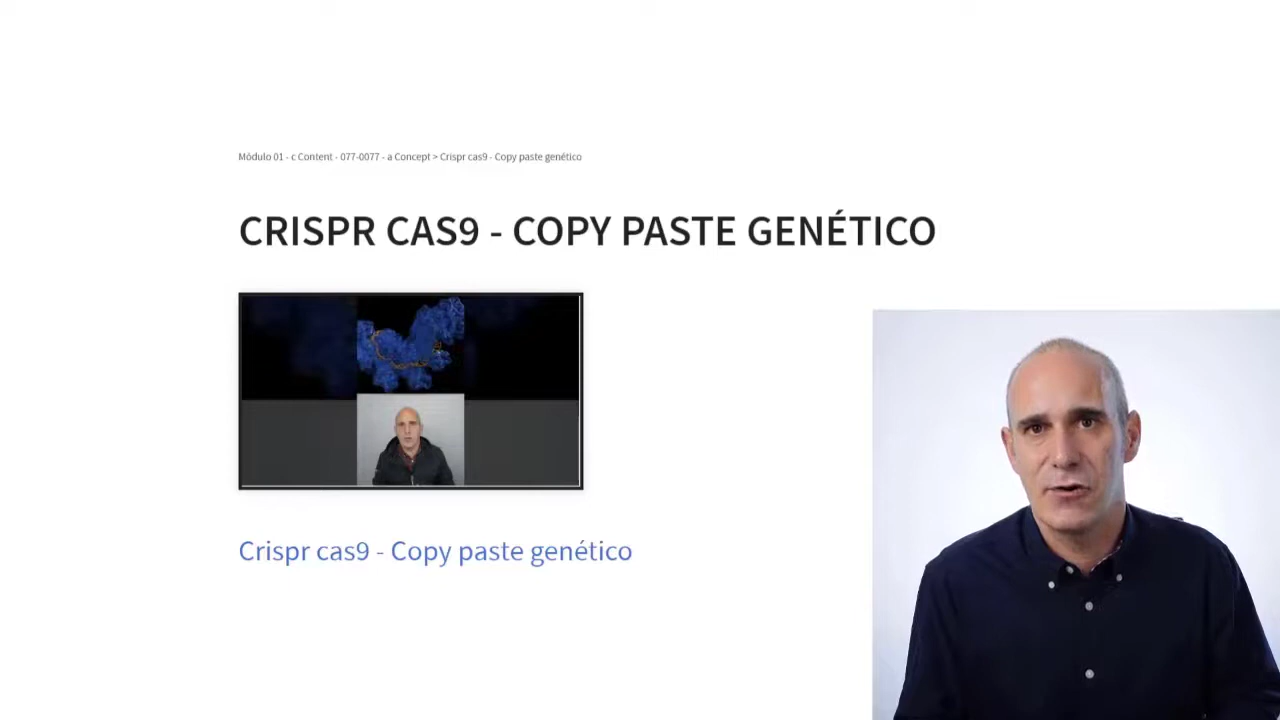 Módulo 01 - c Content - 077-0077 - a Concept > Crispr cas9 - Copy paste genético
CRISPR CAS9 - COPY PASTE GENÉTICO
Crispr cas9 - Copy paste genético